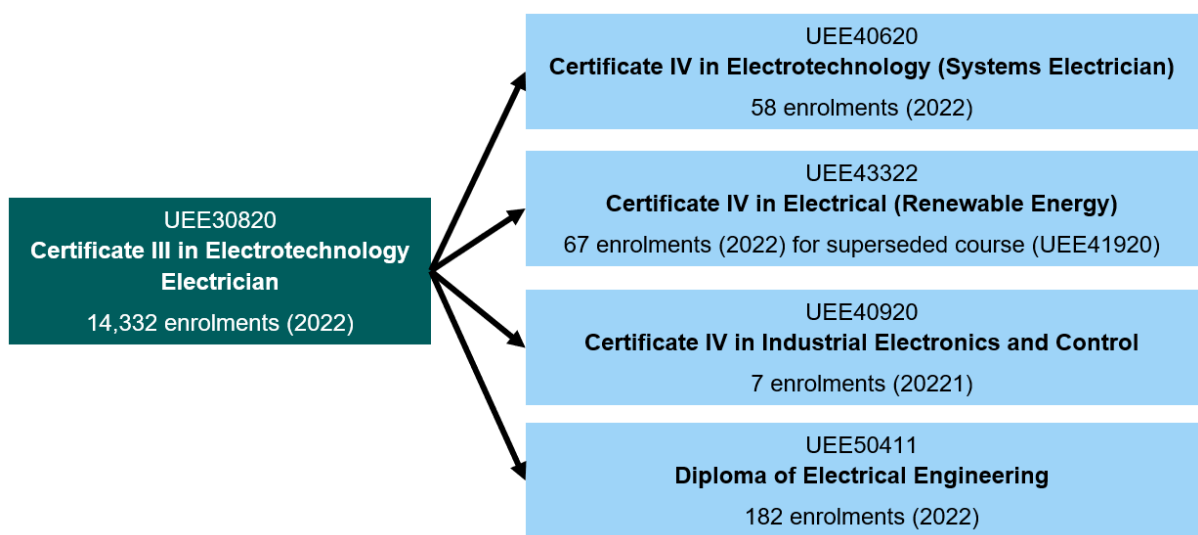 UEE30820
Certificate III in Electrotechnology
Electrician
14,332 enrolments (2022)
UEE40620
Certificate IV in Electrotechnology (Systems Electrician)
58 enrolments (2022)
UEE43322
Certificate IV in Electrical (Renewable Energy)
67 enrolments (2022) for superseded course (UEE41920)
UEE40920
Certificate IV in Industrial Electronics and Control
7 enrolments (20221)
UEE50411
Diploma of Electrical Engineering
182 enrolments (2022)